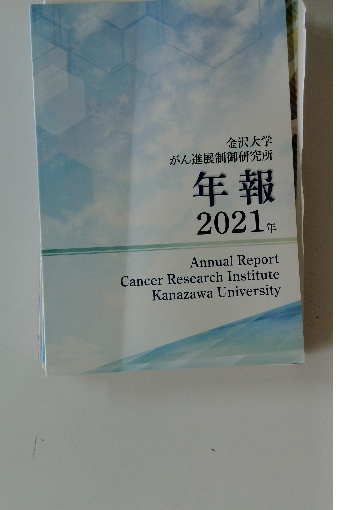 金沢大学
がん進展制御研究所
年報
2021年
Annual Report
Cancer Research Institute
Kanazawa University